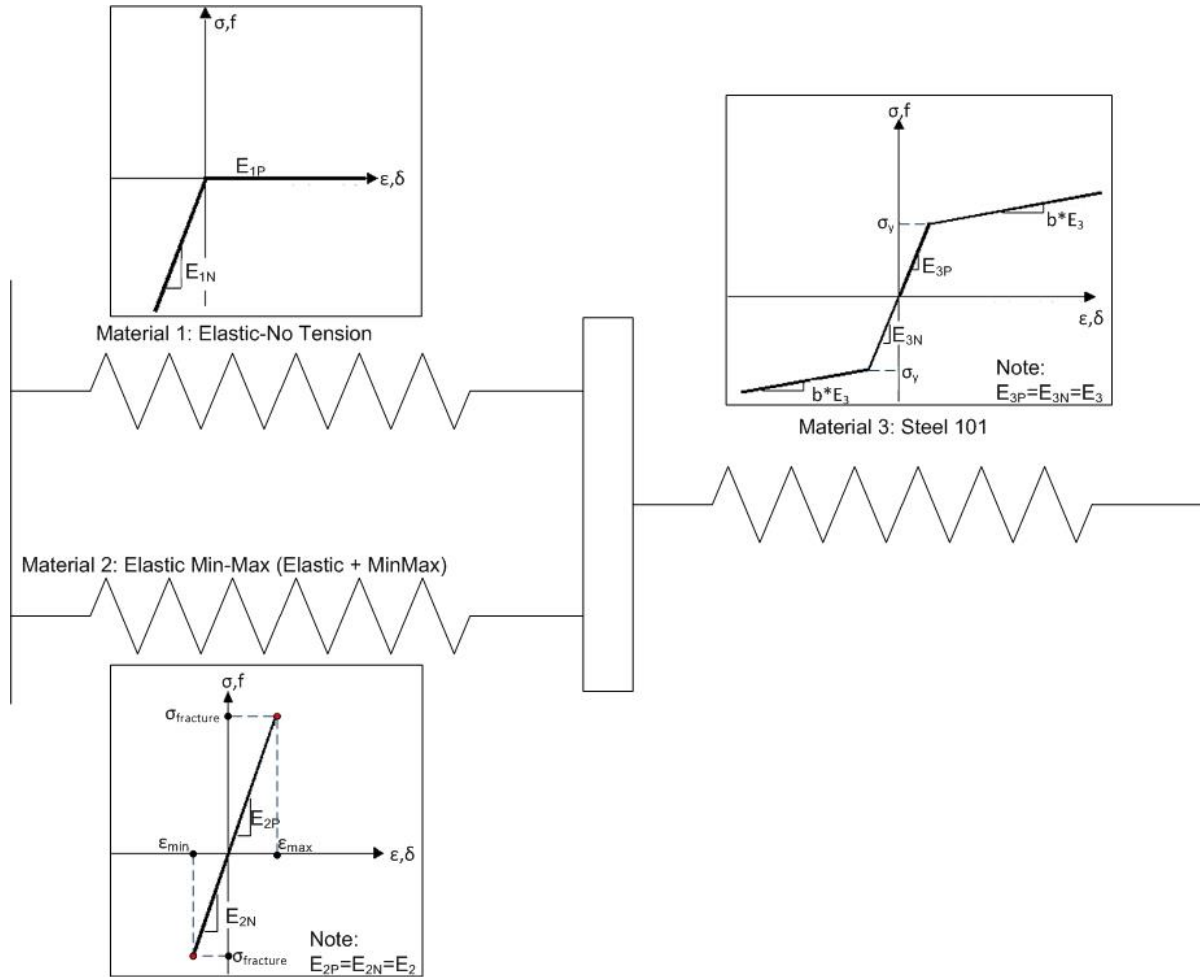 σ,f
E1P
ε,δ
E1N
Material 1: Elastic-No Tension
σ,f
σy
b*E3
E3P
ε,δ
E3N
σy
b*E3
Note:
E3P=E3N=E3
Material 3: Steel 101
Material 2: Elastic Min-Max (Elastic + MinMax)
σ,f
σfracture
E2P
εmin
εmax
ε,δ
E2N
σfracture
Note:
E2P=E2N=E2